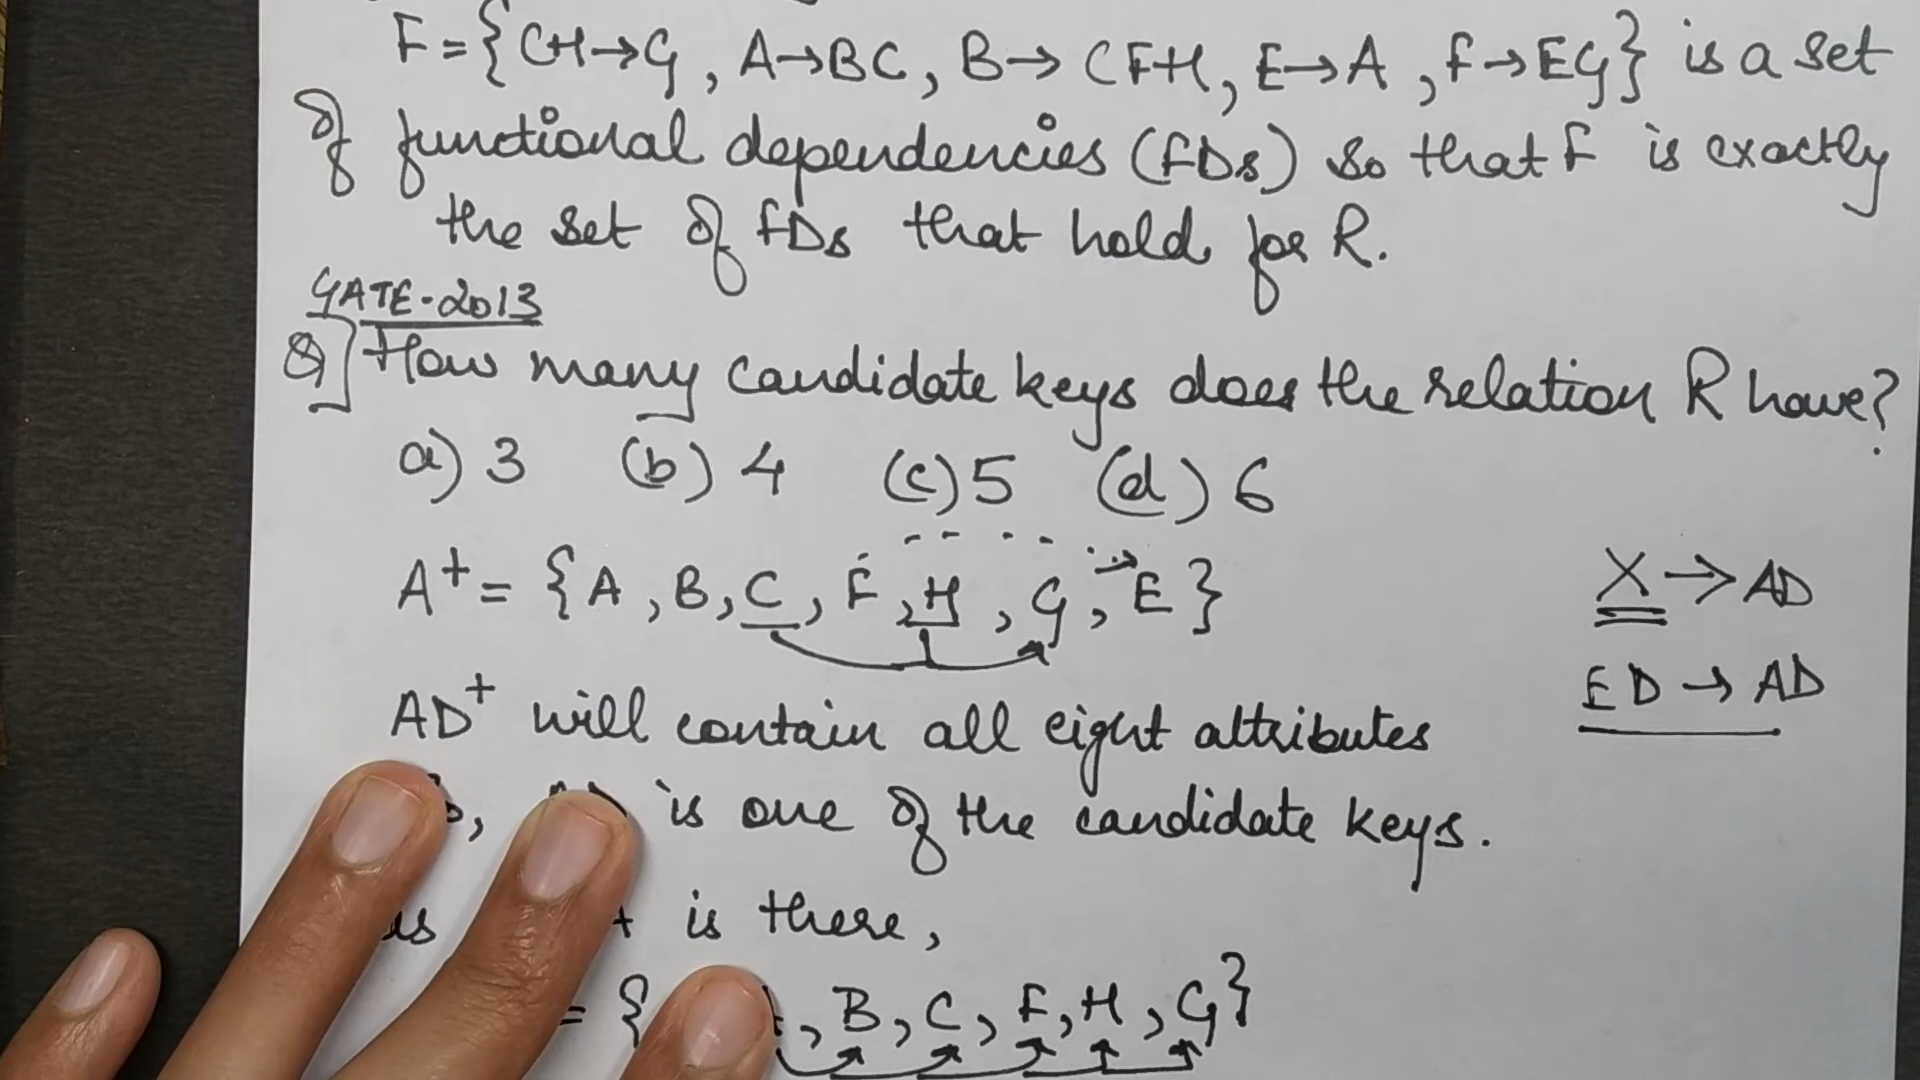 F={CH→G, A→BC, B→CFH, E→A, F→EG} is a set
of functional dependencies (FDs) so that F is exactly
the set of FDs that hold for R.
GATE-2013
Q] How many candidate keys does the relation R have?
a) 3 (b) 4 (c) 5 (d) 6
A+ = {A, B, C, F, H, G, E}
X → AD
ED → AD
AD+ will contain all eight attributes
is one of the candidate keys.
is there,
= { , B, C, F, H, G}